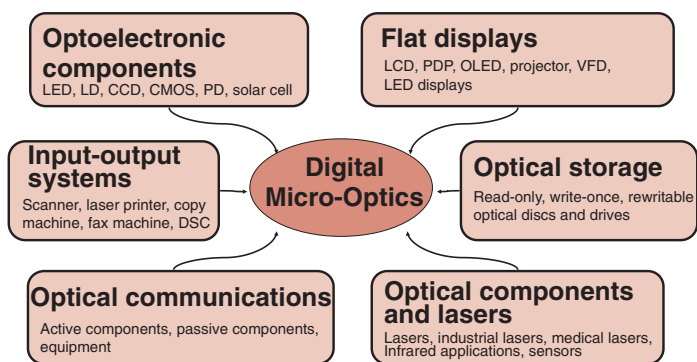 Optoelectronic
components
LED, LD, CCD, CMOS, PD, solar cell
Flat displays
LCD, PDP, OLED, projector, VFD,
LED displays
Input-output
systems
Scanner, laser printer, copy
machine, fax machine, DSC
Digital
Micro-Optics
Optical storage
Read-only, write-once, rewritable
optical discs and drives
Optical communications
Active components, passive components,
equipment
Optical components
and lasers
Lasers, industrial lasers, medical lasers,
Infrared applications, sensors